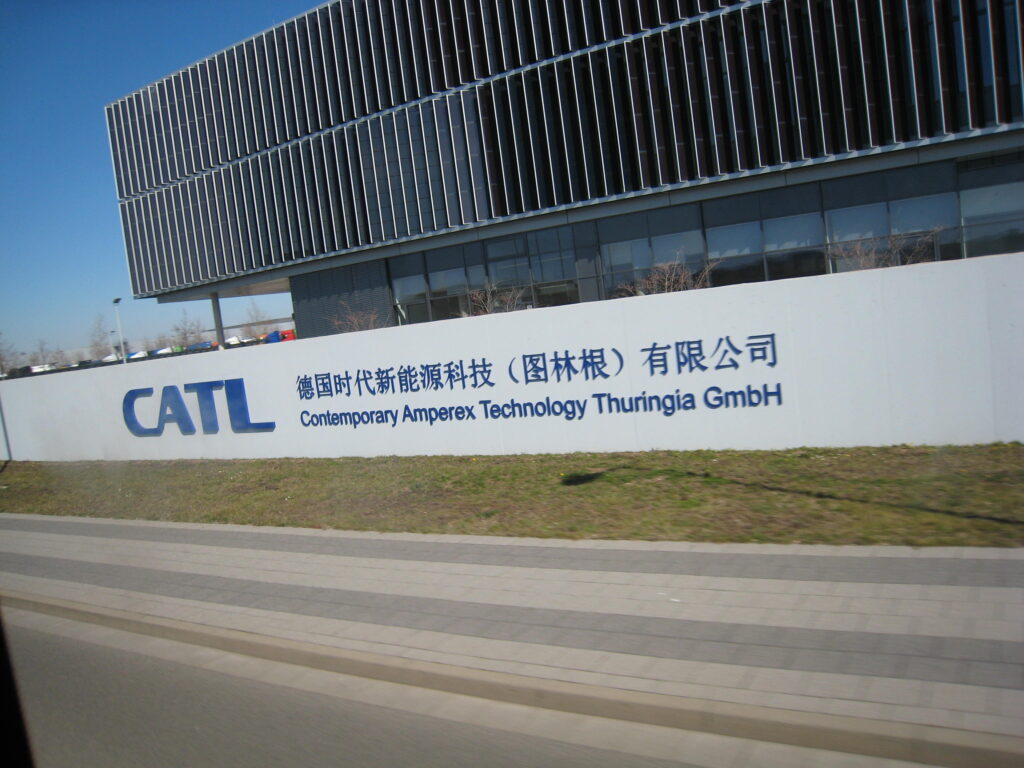 CATL
德国时代新能源科技（图林根）有限公司
Contemporary Amperex Technology Thuringia GmbH